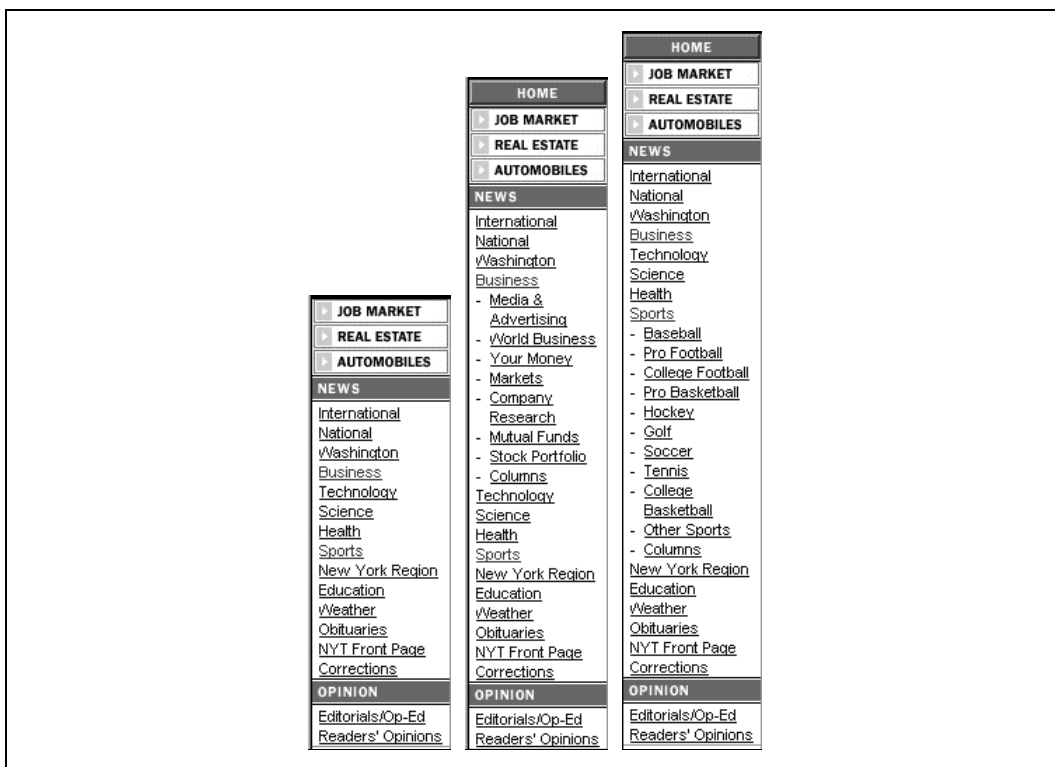 JOB MARKET
REAL ESTATE
AUTOMOBILES
NEWS
International
National
Washington
Business
Technology
Science
Health
Sports
New York Region
Education
Weather
Obituaries
NYT Front Page
Corrections
OPINION
Editorials/Op-Ed
Readers' Opinions
HOME
JOB MARKET
REAL ESTATE
AUTOMOBILES
NEWS
International
National
Washington
Business
- Media &
Advertising
- World Business
- Your Money
- Markets
- Company
Research
- Mutual Funds
- Stock Portfolio
- Columns
Technology
Science
Health
Sports
New York Region
Education
Weather
Obituaries
NYT Front Page
Corrections
OPINION
Editorials/Op-Ed
Readers' Opinions
HOME
JOB MARKET
REAL ESTATE
AUTOMOBILES
NEWS
International
National
Washington
Business
Technology
Science
Health
Sports
- Baseball
- Pro Football
- College Football
- Pro Basketball
- Hockey
- Golf
- Soccer
- Tennis
- College
Basketball
- Other Sports
- Columns
New York Region
Education
Weather
Obituaries
NYT Front Page
Corrections
OPINION
Editorials/Op-Ed
Readers' Opinions